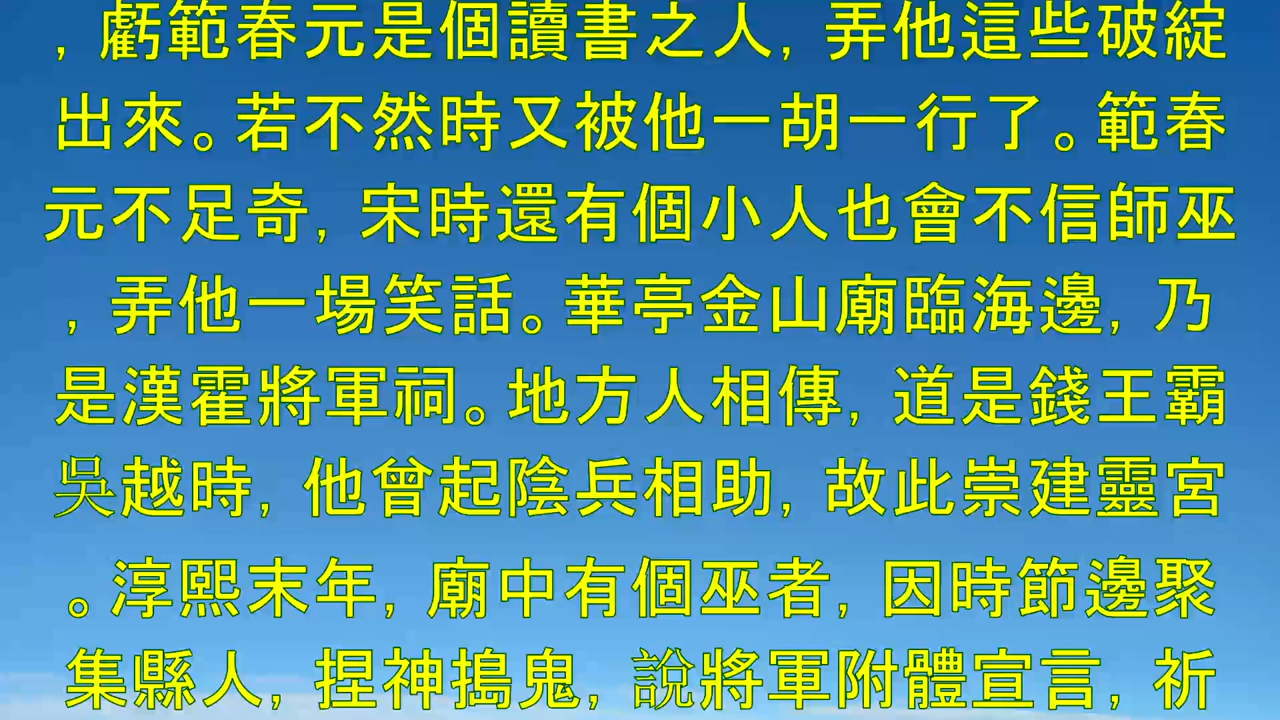 ，虧範春元是個讀書之人，弄他這些破綻
出來。若不然時又被他一胡一行了。範春
元不足奇，宋時還有個小人也會不信師巫
，弄他一場笑話。華亭金山廟臨海邊，乃
是漢霍將軍祠。地方人相傳，道是錢王霸
吳越時，他曾起陰兵相助，故此崇建靈宮
。淳熙末年，廟中有個巫者，因時節邊聚
集縣人，捏神搗鬼，說將軍附體宣言，祈